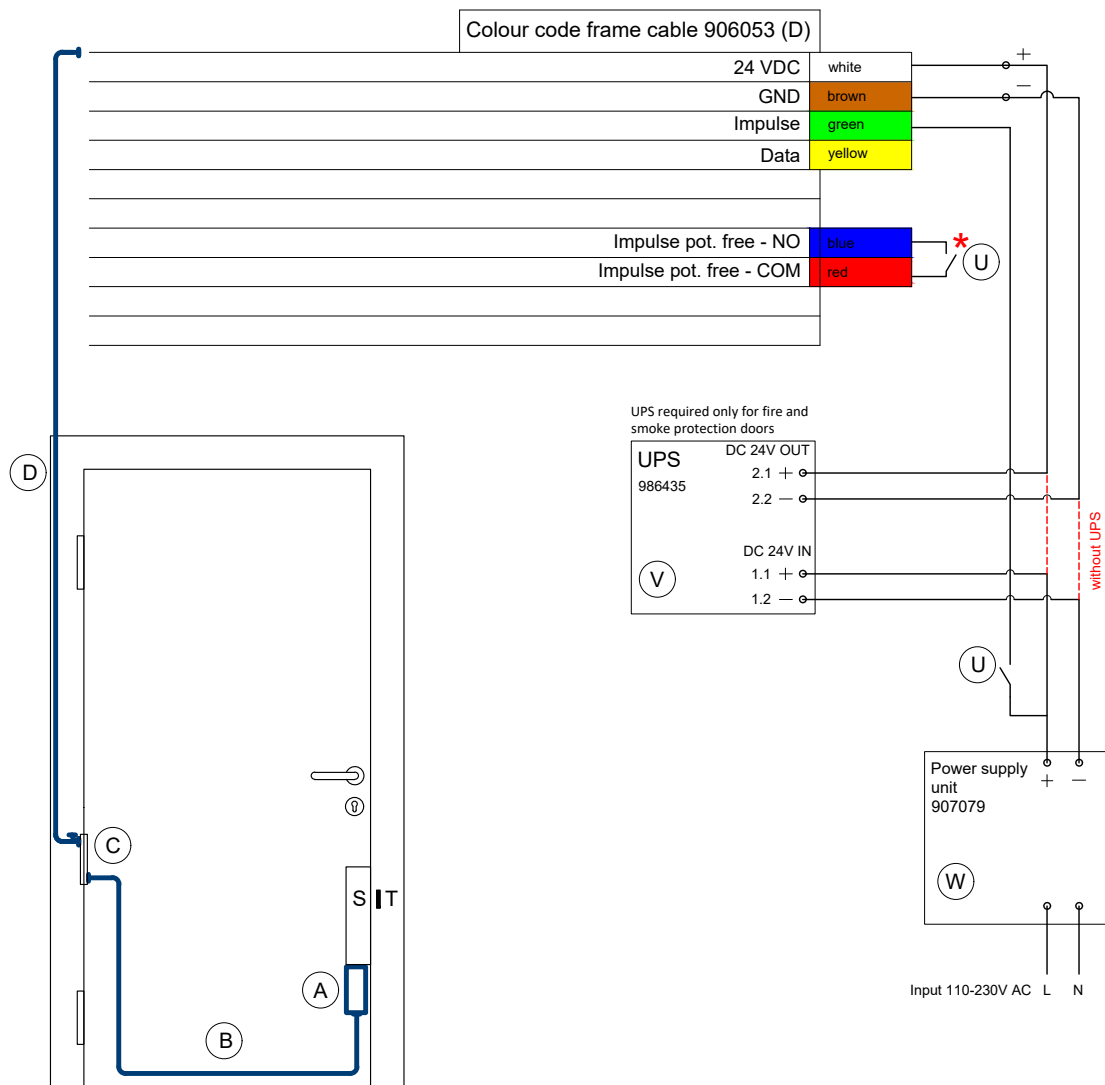 Colour code frame cable 906053 (D)
24 VDC white
GND brown
Impulse green
Data yellow
Impulse pot. free - NO blue
Impulse pot. free - COM red
+
—
*
U
UPS required only for fire and
smoke protection doors
UPS
986435
DC 24V OUT
2.1 +
2.2 —
DC 24V IN
1.1 +
1.2 —
V
without UPS
U
Power supply
unit
907079
+ —
W
Input 110-230V AC L N
D
C
S T
A
B